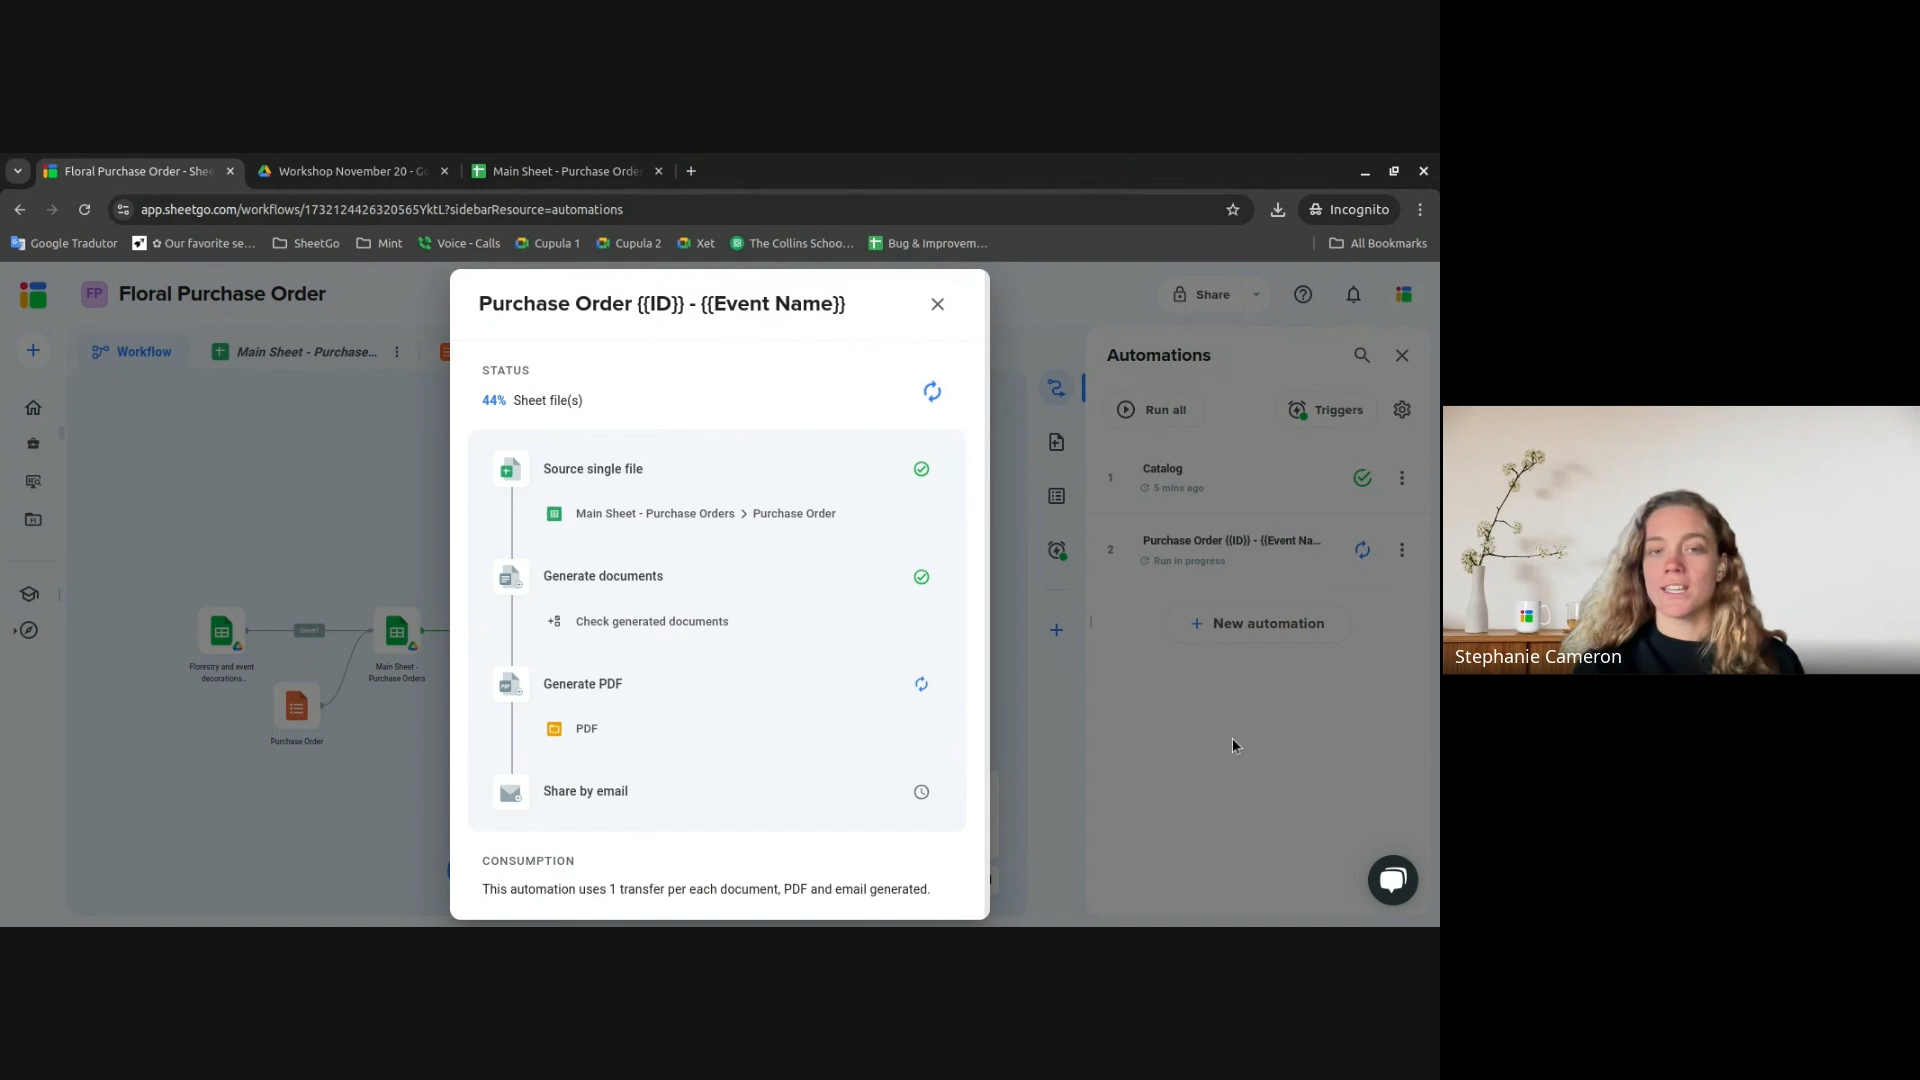 Floral Purchase Order - Shee
Workshop November 20 - Go
Main Sheet - Purchase Order
app.sheetgo.com/workflows/1732124426320565YktL?sidebarResource=automations
Incognito
Google Tradutor
✿ Our favorite se...
SheetGo
Mint
Voice - Calls
Cupula 1
Cupula 2
Xet
The Collins Schoo...
Bug & Improvem...
All Bookmarks
FP
Floral Purchase Order
Share
Workflow
Main Sheet - Purchase...
Florestry and event
decorations...
Sheet1
Main Sheet -
Purchase Orders
Purchase Order
Purchase Order {{ID}} - {{Event Name}}
STATUS
44% Sheet file(s)
Source single file
Main Sheet - Purchase Orders > Purchase Order
Generate documents
Check generated documents
Generate PDF
PDF
Share by email
CONSUMPTION
This automation uses 1 transfer per each document, PDF and email generated.
Automations
Run all
Triggers
1
Catalog
5 mins ago
2
Purchase Order {{ID}} - {{Event Na...
Run in progress
New automation
Stephanie Cameron